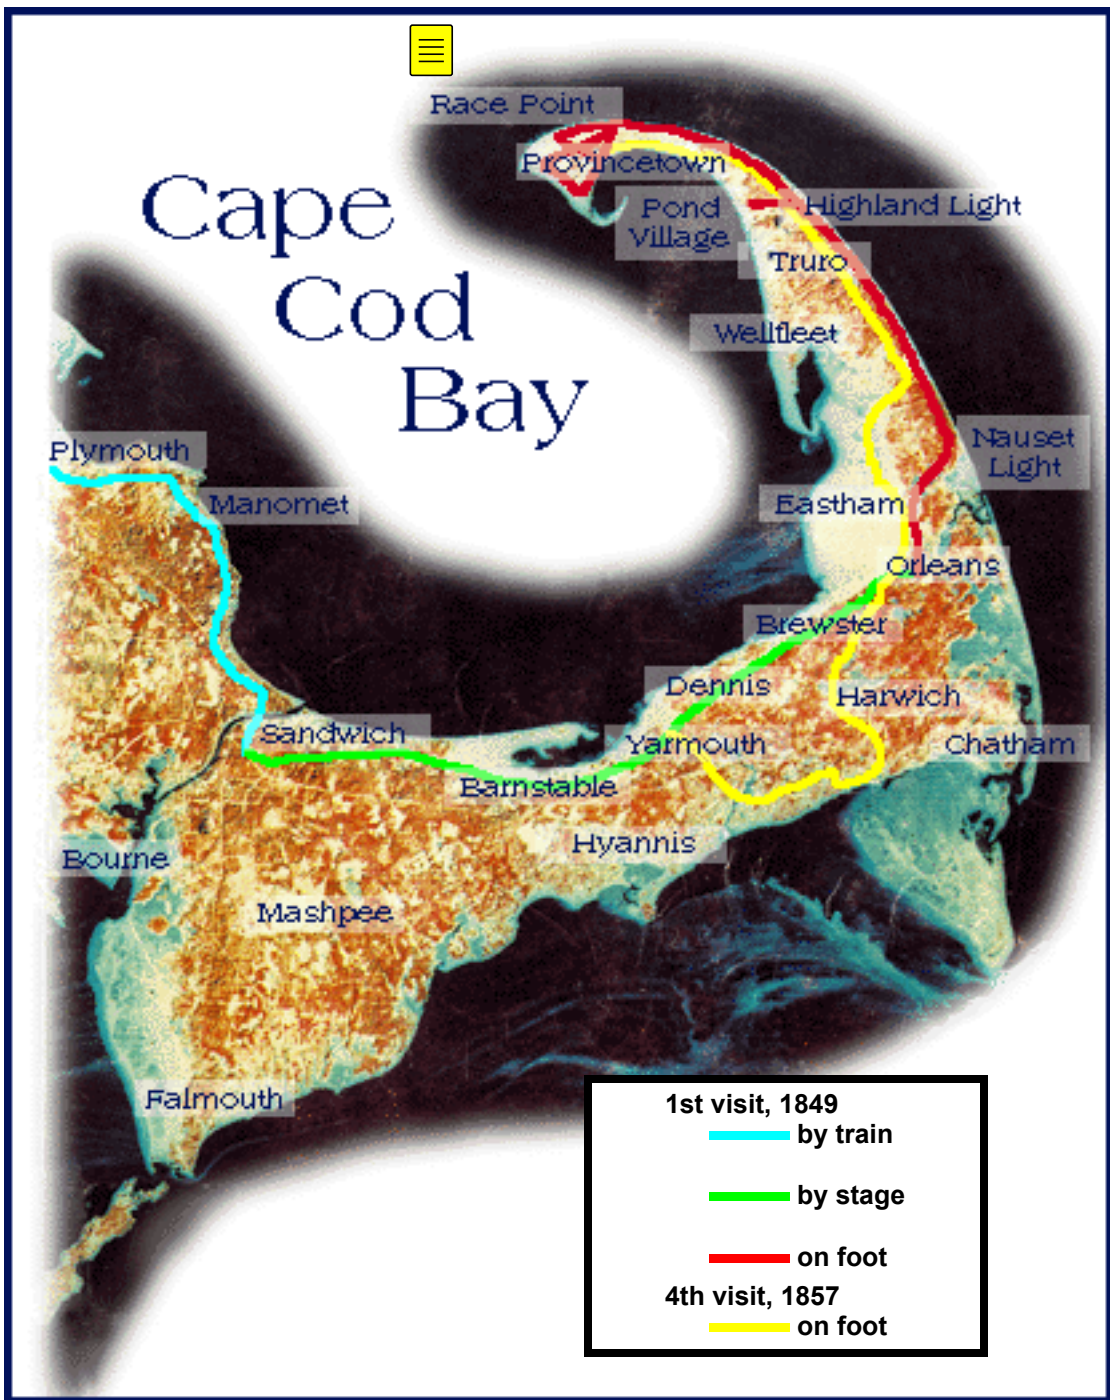 Race Point
Provincetown
Cape
Cod
Bay
Pond
Village
Highland Light
Truro
Wellfleet
Plymouth
Manomet
Nauset
Light
Eastham
Orleans
Brewster
Dennis
Harwich
Sandwich
Yarmouth
Chatham
Barnstable
Hyannis
Bourne
Mashpee
Falmouth
1st visit, 1849
by train
by stage
on foot
4th visit, 1857
on foot